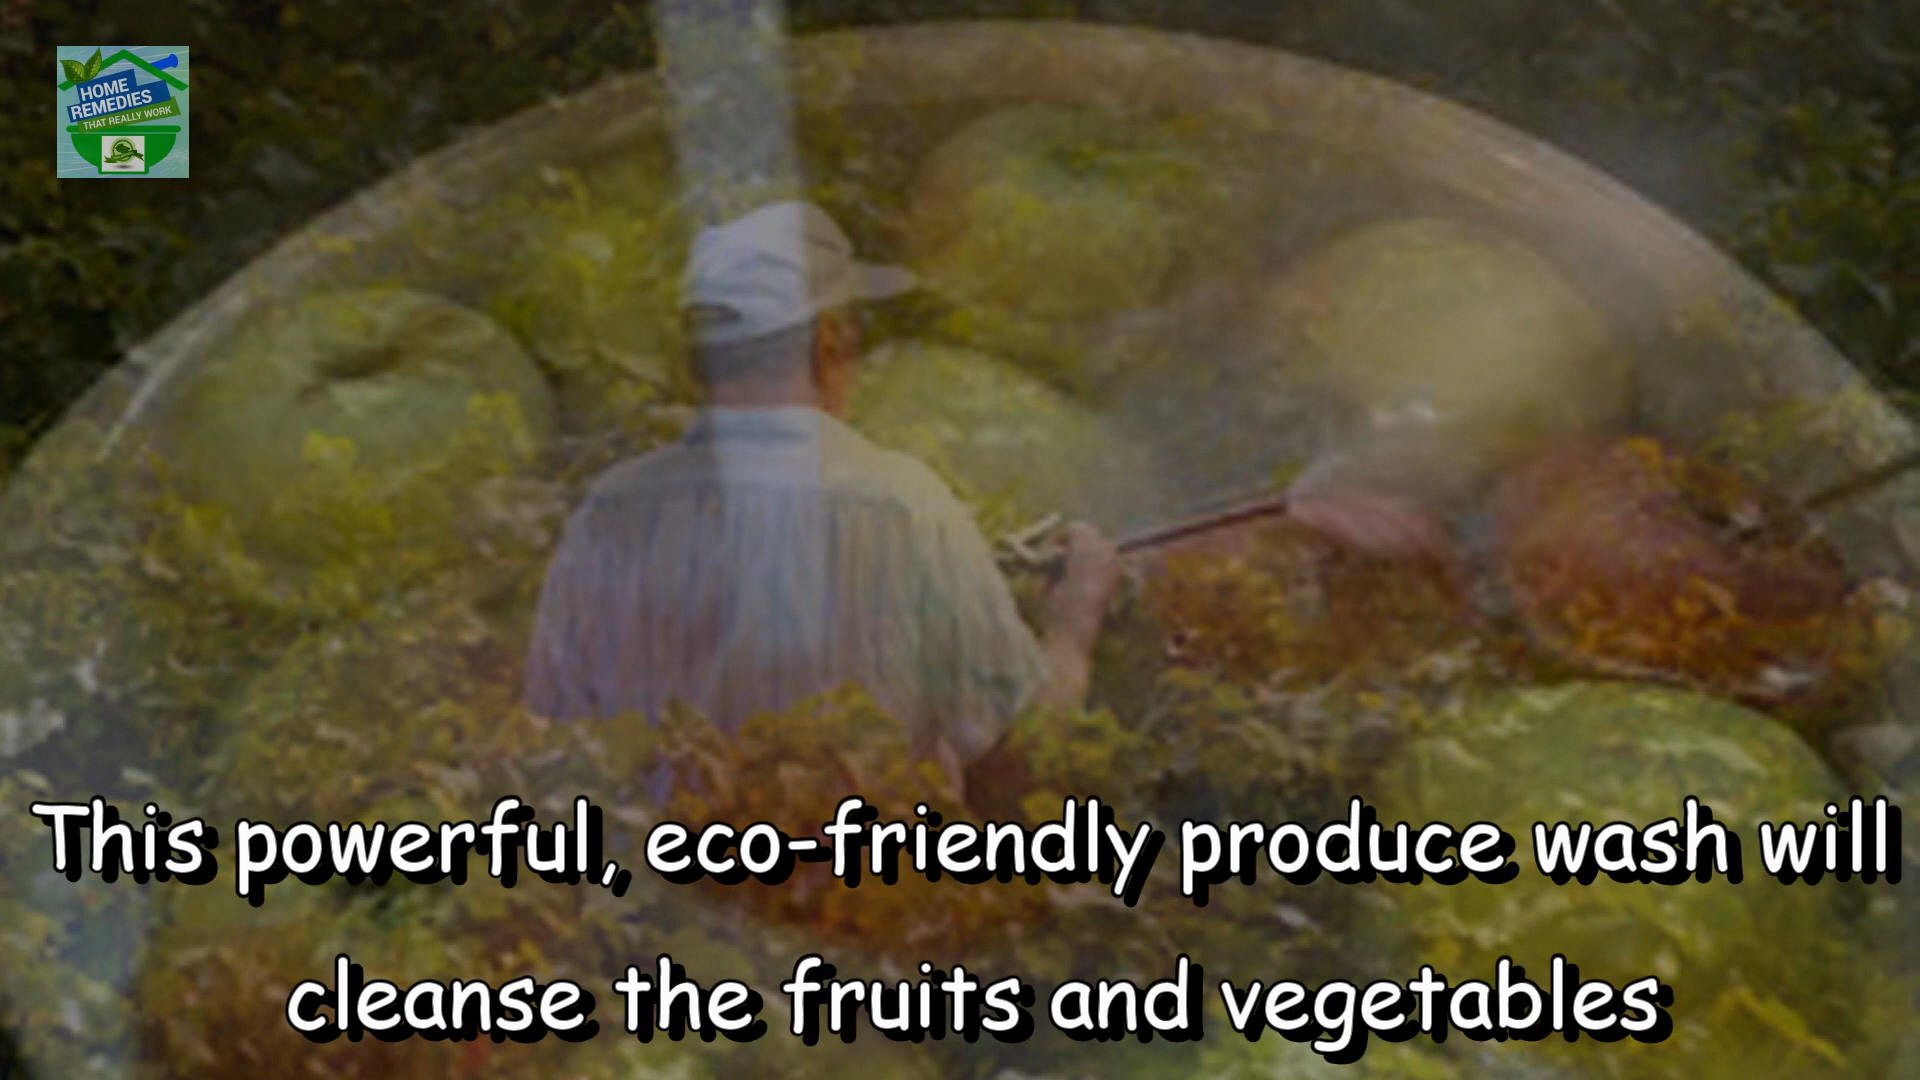 HOME
REMEDIES
THAT REALLY WORK
This powerful, eco-friendly produce wash will
cleanse the fruits and vegetables